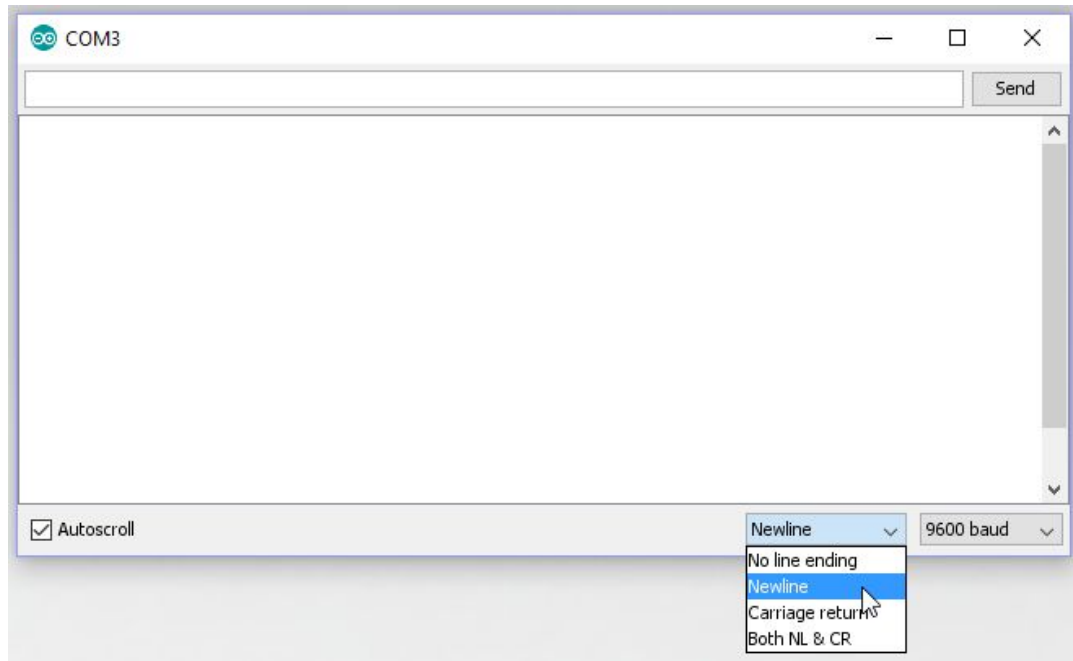 COM3
Send
Autoscroll
Newline
9600 baud
No line ending
Newline
Carriage return
Both NL & CR